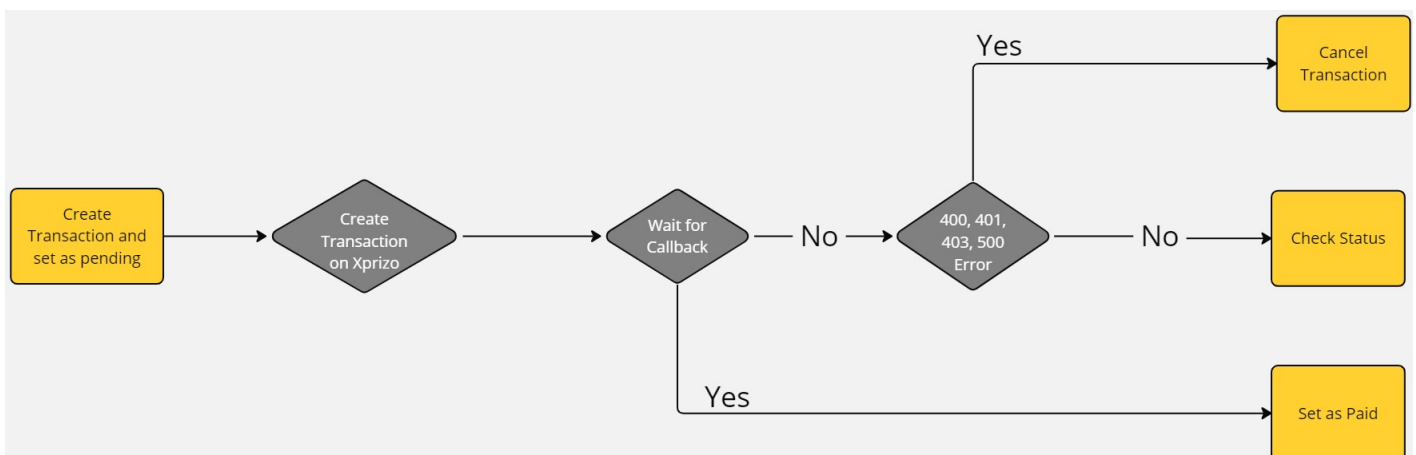 Yes
Cancel
Transaction
Create
Transaction and
set as pending
Create
Transaction
on Xprizo
Wait for
Callback
No
400, 401,
403, 500
Error
No
Check Status
Yes
Set as Paid